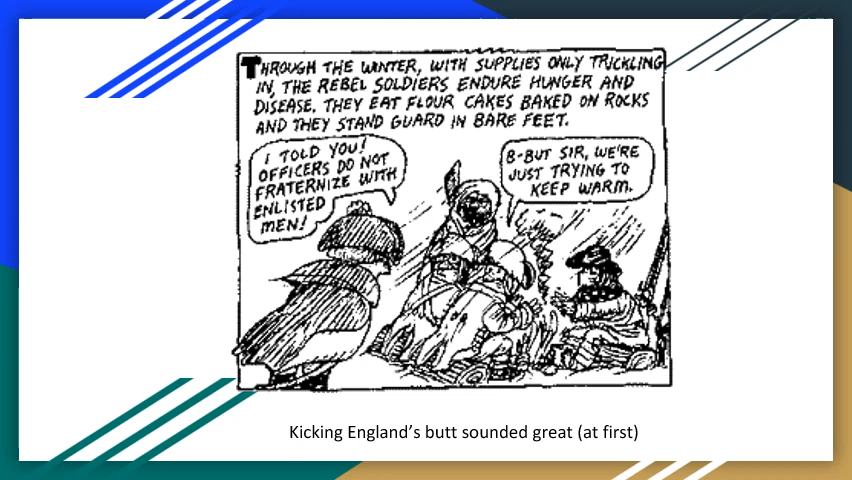 THROUGH THE WINTER, WITH SUPPLIES ONLY TRICKLING
IN, THE REBEL SOLDIERS ENDURE HUNGER AND
DISEASE. THEY EAT FLOUR CAKES BAKED ON ROCKS
AND THEY STAND GUARD IN BARE FEET.
I TOLD YOU!
OFFICERS DO NOT
FRATERNIZE WITH
ENLISTED
MEN!
B-BUT SIR, WE'RE
JUST TRYING TO
KEEP WARM.
Kicking England’s butt sounded great (at first)